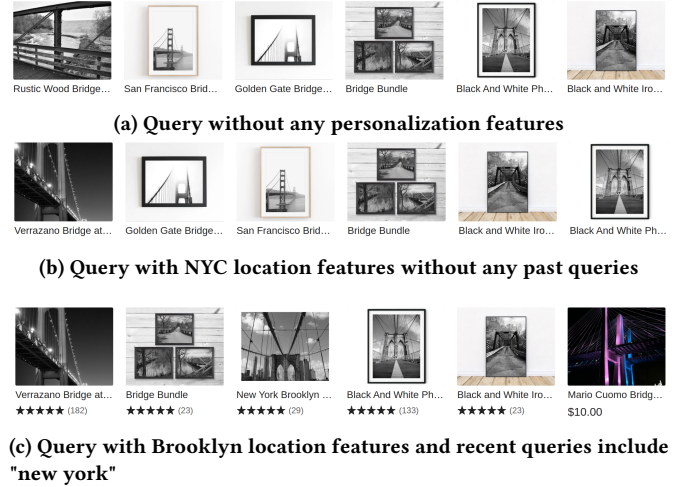 Rustic Wood Bridge... San Francisco Brid... Golden Gate Bridge... Bridge Bundle Black And White Ph... Black and White Iro...
(a) Query without any personalization features
Verrazano Bridge at... Golden Gate Bridge... San Francisco Brid... Bridge Bundle Black and White Iro... Black And White Ph...
(b) Query with NYC location features without any past queries
Verrazano Bridge at... Bridge Bundle New York Brooklyn ... Black And White Ph... Black and White Iro... Mario Cuomo Bridg...
★★★★★ (182) ★★★★★ (23) ★★★★★ (29) ★★★★★ (133) ★★★★★ (23) $10.00
(c) Query with Brooklyn location features and recent queries include
"new york"